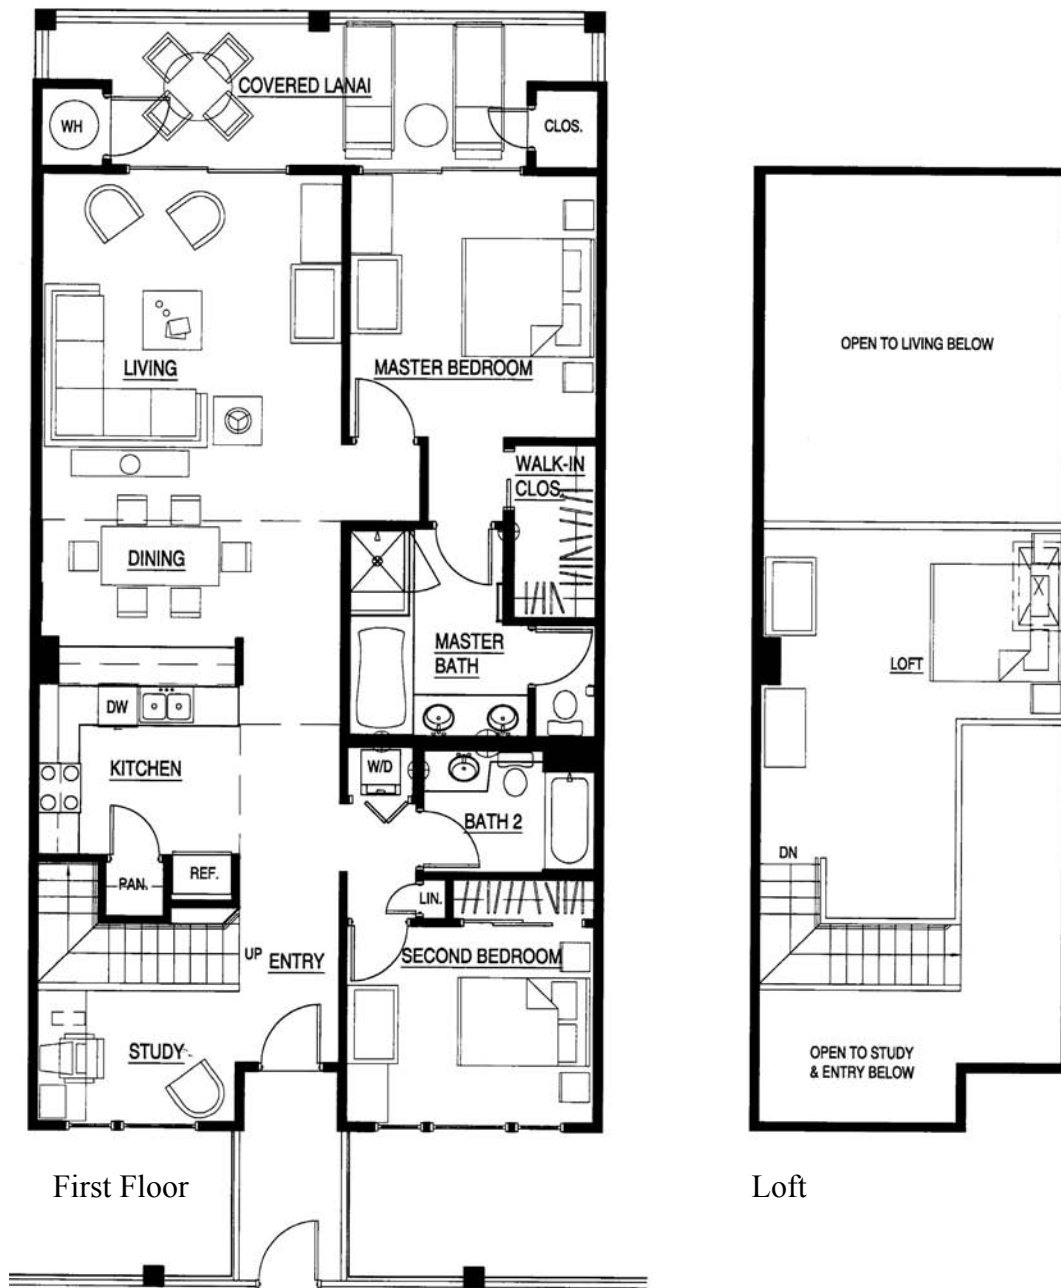 COVERED LANAI
WH
CLOS.
LIVING
MASTER BEDROOM
WALK-IN
CLOS.
DINING
MASTER
BATH
DW
KITCHEN
W/D
BATH 2
PAN.
REF.
LIN.
UP
ENTRY
SECOND BEDROOM
STUDY
First Floor
OPEN TO LIVING BELOW
LOFT
DN
OPEN TO STUDY
& ENTRY BELOW
Loft